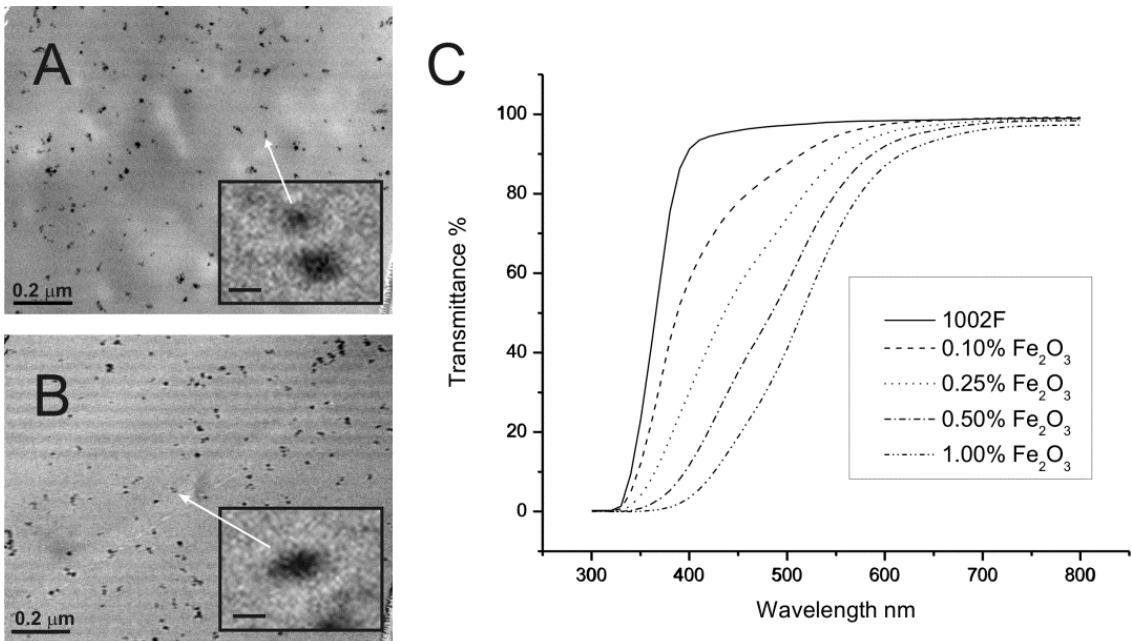 A
0.2 μm
B
0.2 μm
C
Transmittance %
100
80
60
40
20
0
300 400 500 600 700 800
Wavelength nm
1002F
0.10% Fe₂O₃
0.25% Fe₂O₃
0.50% Fe₂O₃
1.00% Fe₂O₃